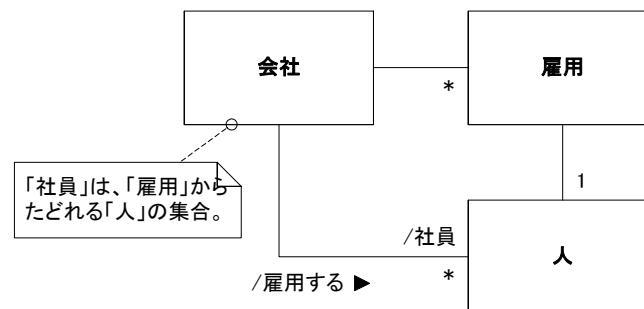 会社
雇用
*
「社員」は、「雇用」から
たどれる「人」の集合。
1
/社員
人
/雇用する ▶
*